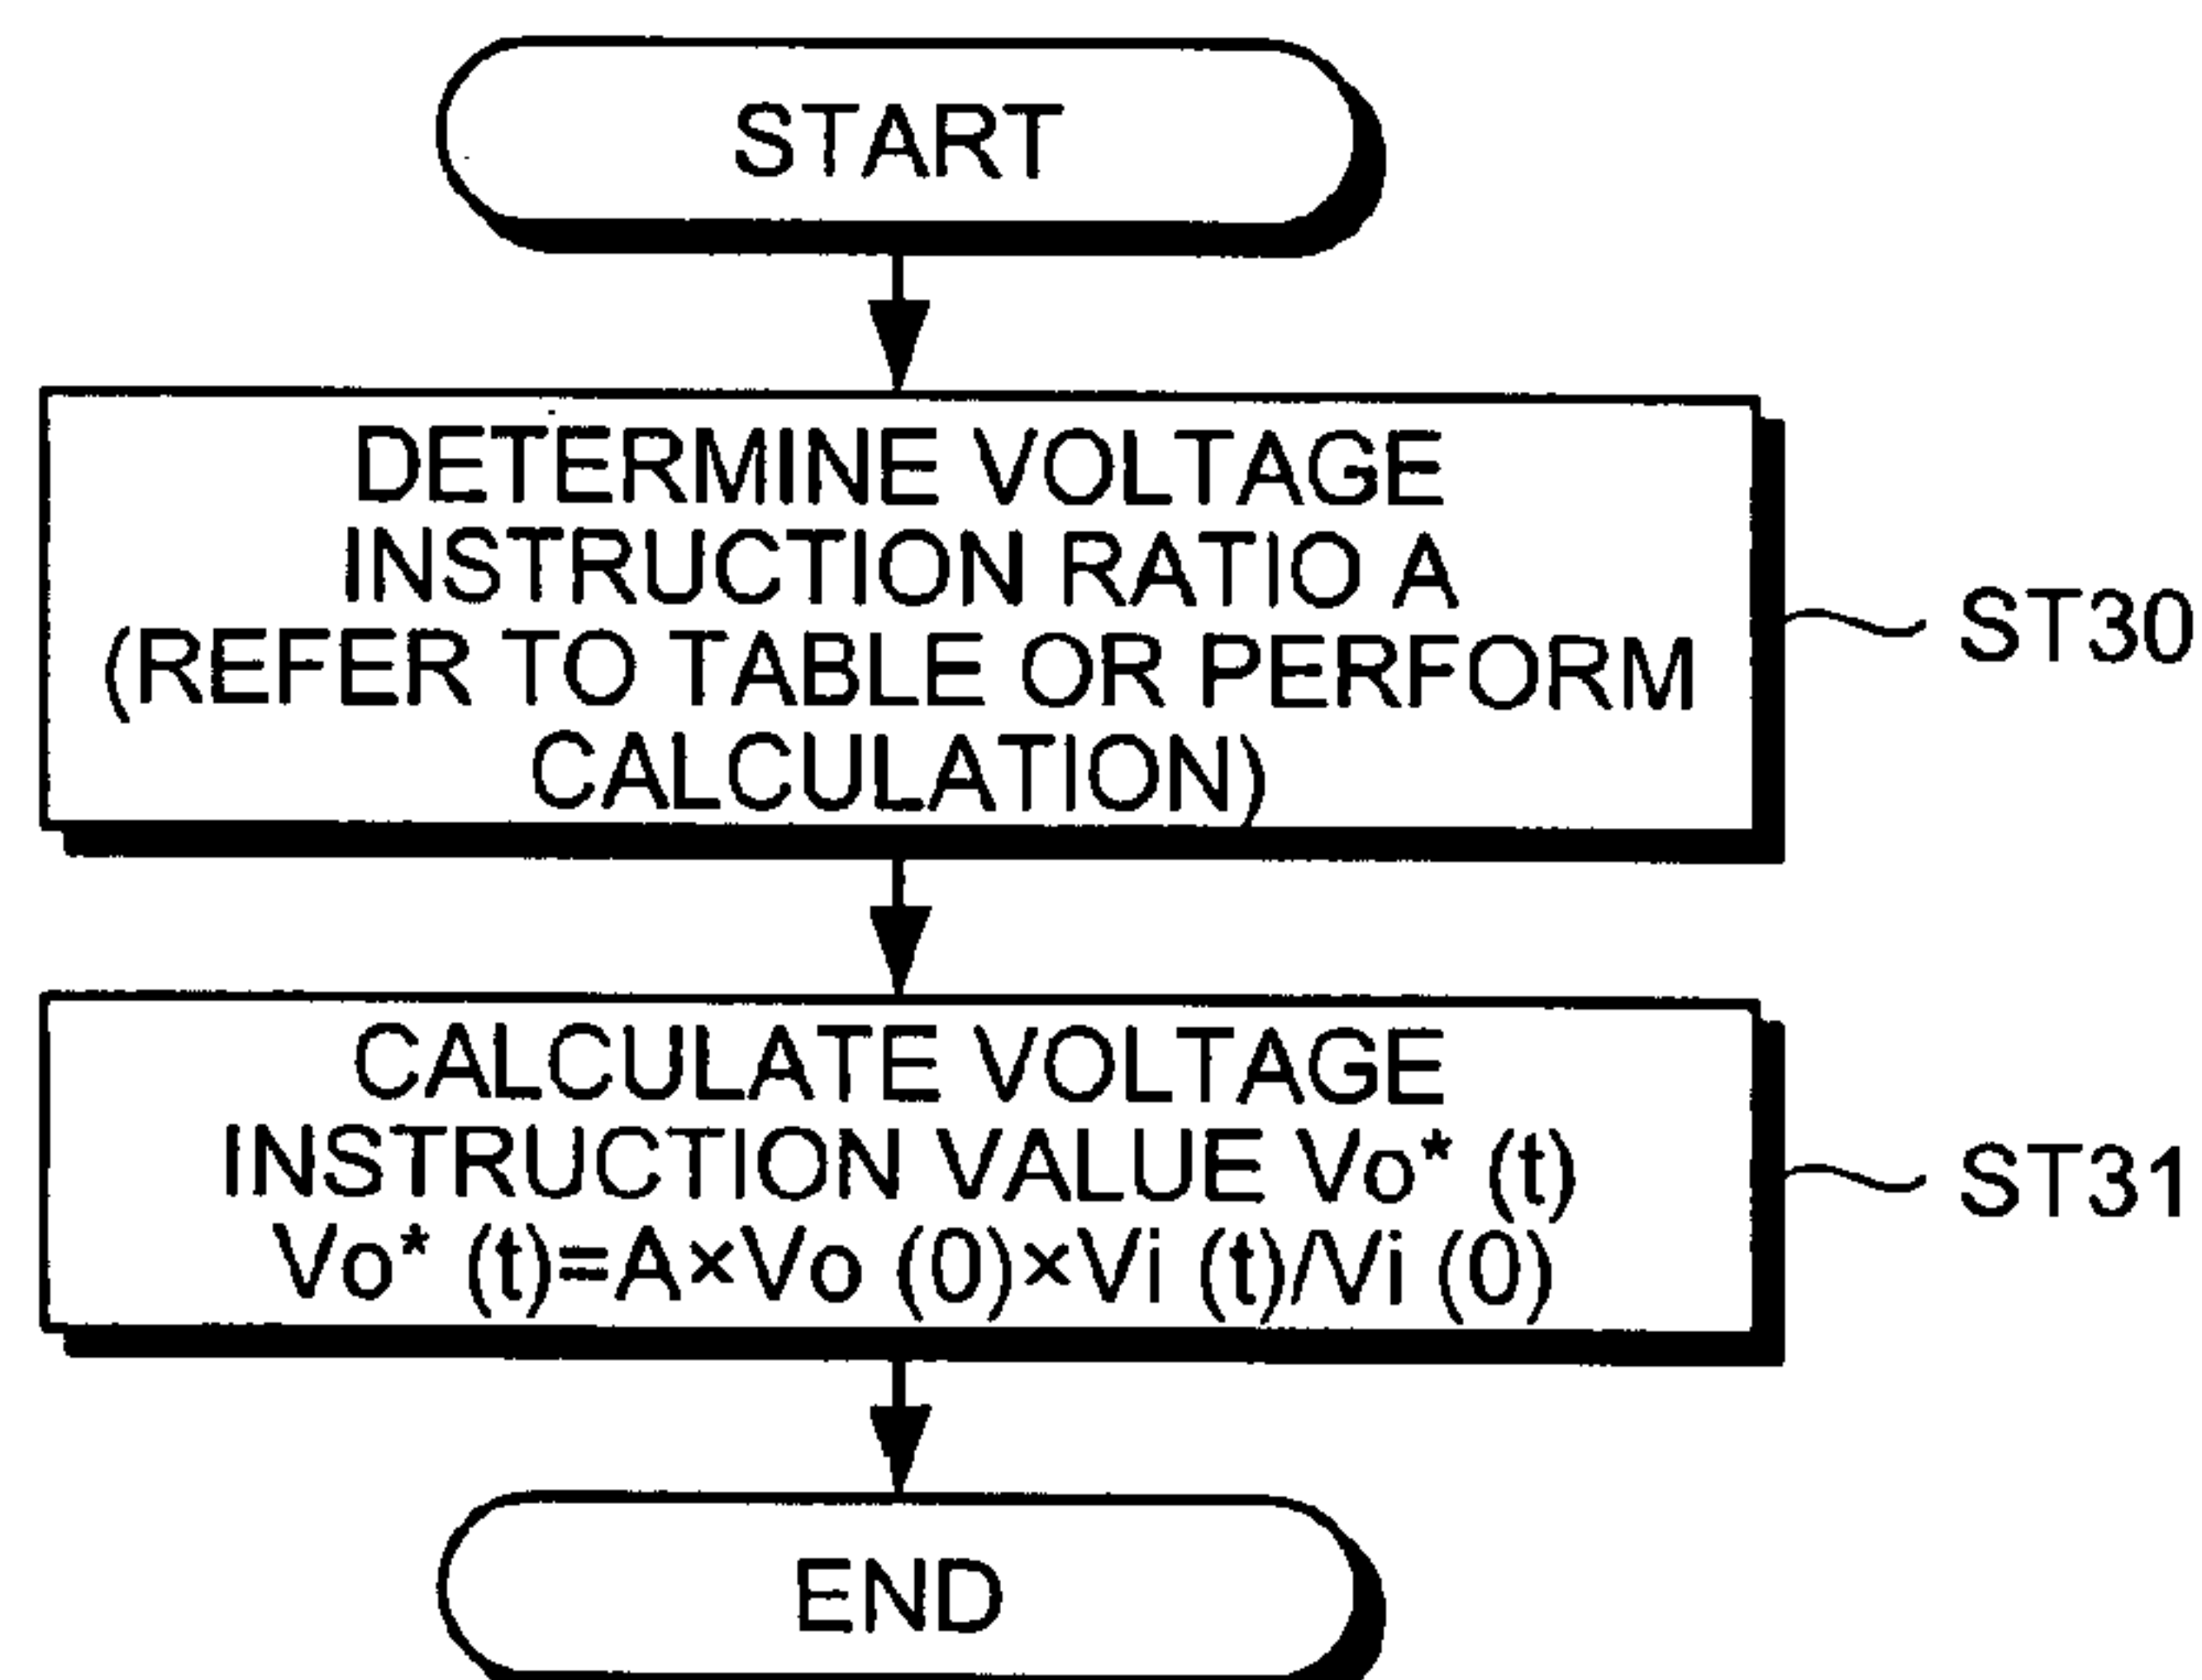 START
DETERMINE VOLTAGE
INSTRUCTION RATIO A
(REFER TO TABLE OR PERFORM
CALCULATION)
ST30
CALCULATE VOLTAGE
INSTRUCTION VALUE Vo* (t)
Vo* (t)=A×Vo (0)×Vi (t)/Vi (0)
ST31
END